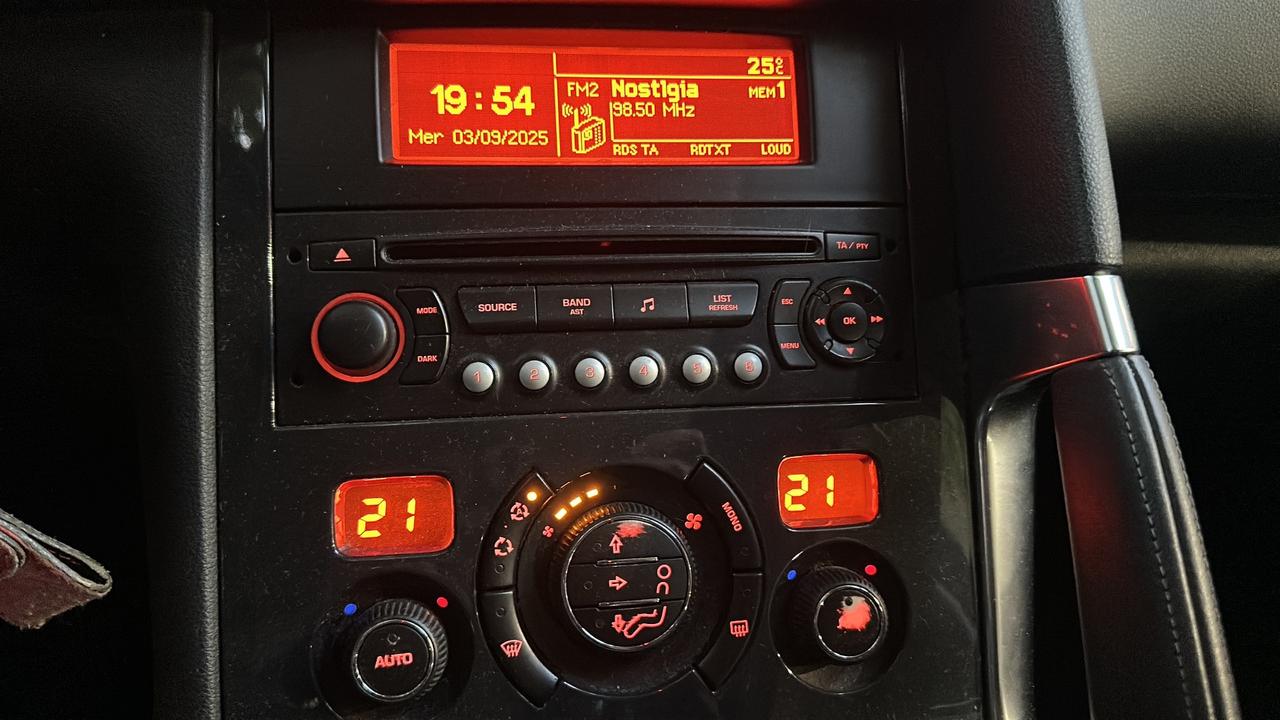 25°C
19:54
FM2 Nost1gia MEM1
98.50 MHz
Mer 03/09/2025
RDS TA RDTXT LOUD
TA / PTY
MODE
SOURCE
BAND
AST
LIST
REFRESH
ESC
OK
DARK
MENU
1 2 3 4 5 6
21
21
MONO
AUTO